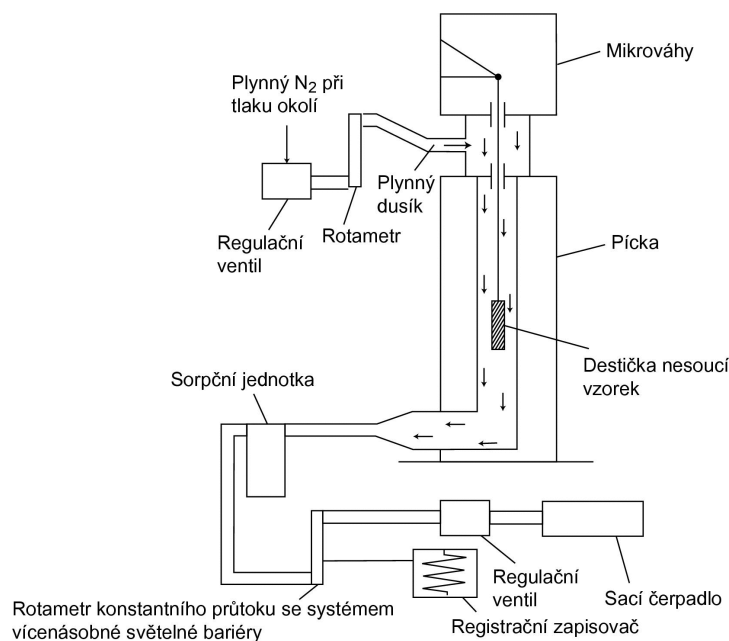 Mikrováhy
Plynný N2 při
tlaku okolí
Plynný
dusík
Regulační
ventil
Rotametr
Pícka
Destička nesoucí
vzorek
Sorpční jednotka
Regulační
ventil
Sací čerpadlo
Rotametr konstantního průtoku se systémem
vícenásobné světelné bariéry
Registrační zapisovač